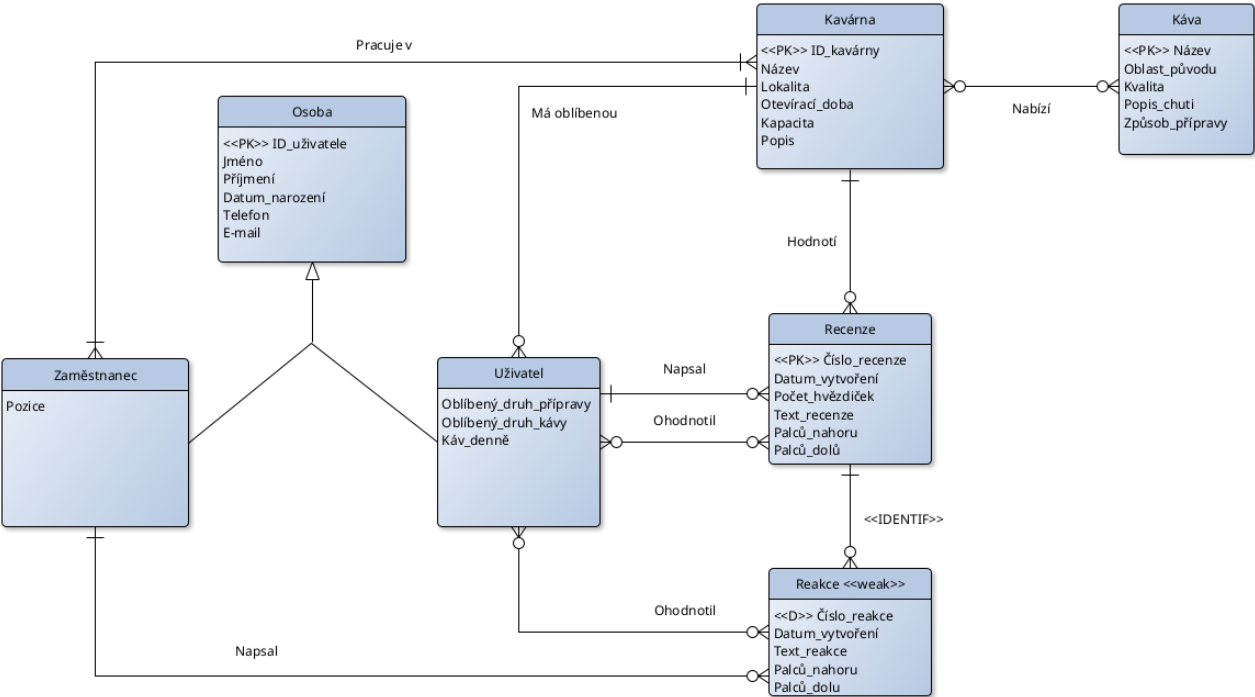 Kavárna
<<PK>> ID_kavárny
Název
Lokalita
Otevírací_doba
Kapacita
Popis
Káva
<<PK>> Název
Oblast_původu
Kvalita
Popis_chuti
Způsob_přípravy
Pracuje v
Má oblíbenou
Nabízí
Osoba
<<PK>> ID_uživatele
Jméno
Příjmení
Datum_narození
Telefon
E-mail
Hodnotí
Zaměstnanec
Pozice
Uživatel
Oblíbený_druh_přípravy
Oblíbený_druh_kávy
Káv_denně
Napsal
Ohodnotil
Recenze
<<PK>> Číslo_recenze
Datum_vytvoření
Počet_hvězdiček
Text_recenze
Palců_nahoru
Palců_dolů
<<IDENTIF>>
Reakce <<weak>>
<<D>> Číslo_reakce
Datum_vytvoření
Text_reakce
Palců_nahoru
Palců_dolu
Ohodnotil
Napsal